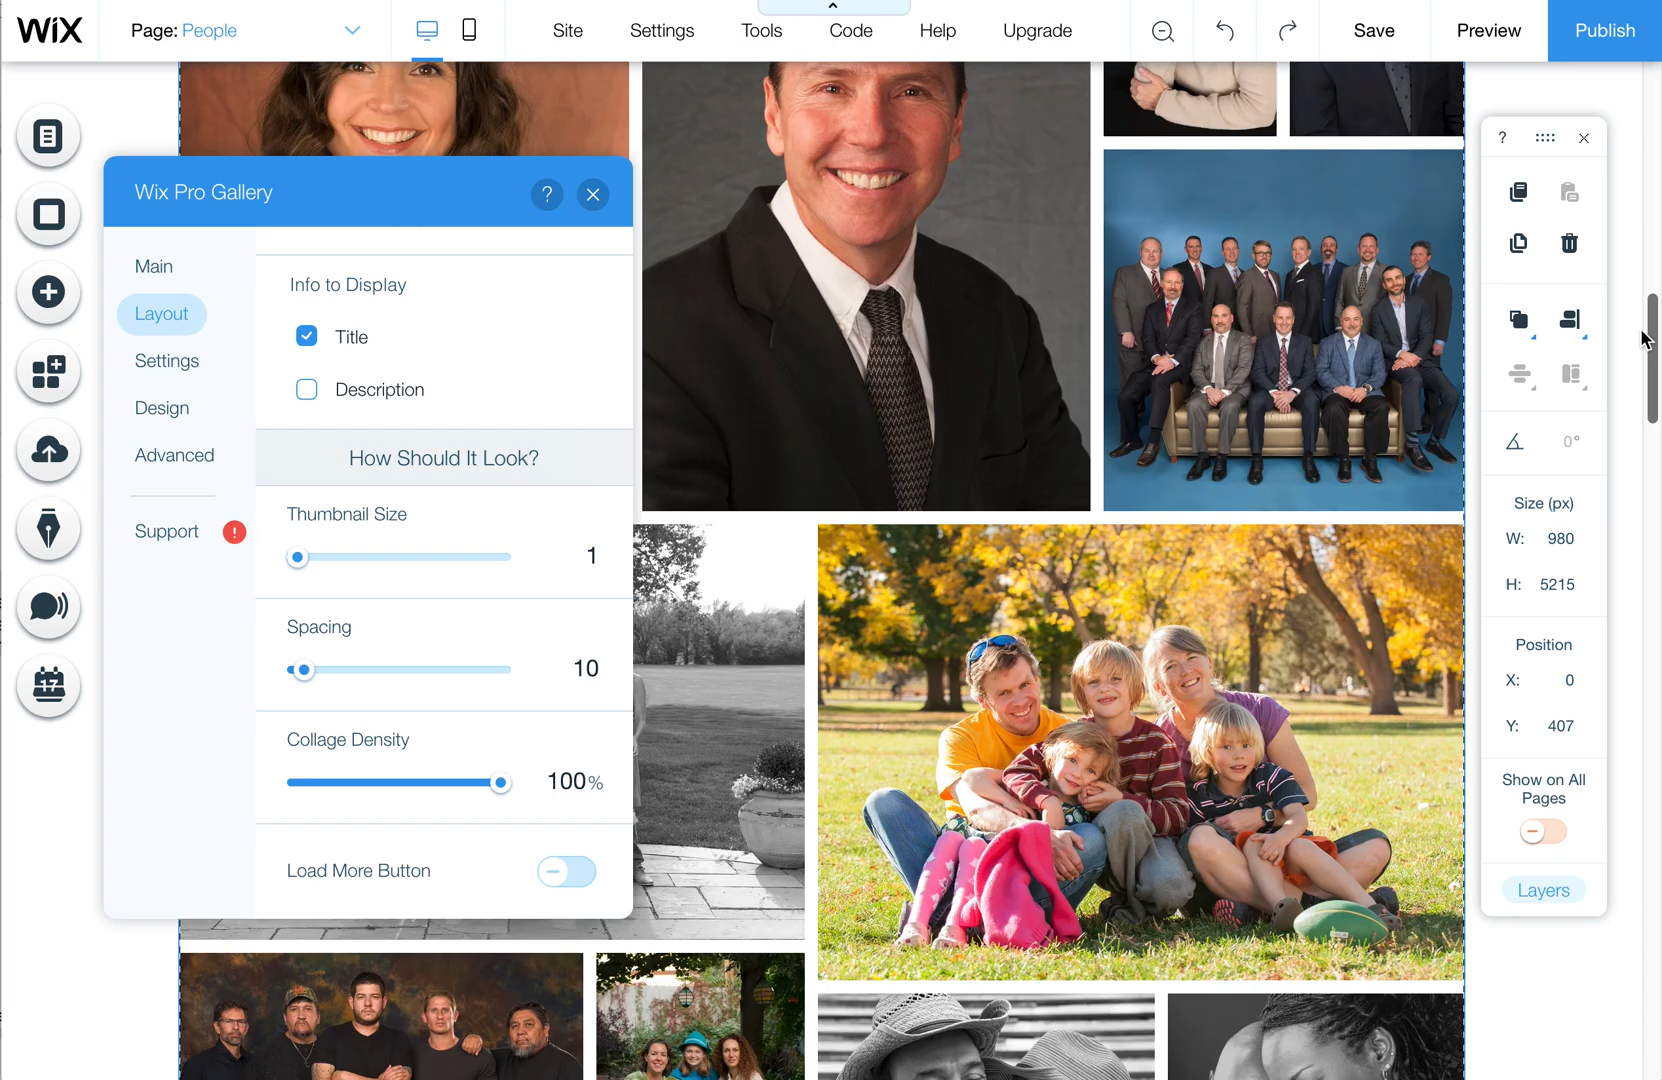 WiX
Page: People
Site
Settings
Tools
Code
Help
Upgrade
Save
Preview
Publish
Wix Pro Gallery
?
Main
Layout
Settings
Design
Advanced
Support
!
Info to Display
Title
Description
How Should It Look?
Thumbnail Size
1
Spacing
10
Collage Density
100%
Load More Button
17
?
0°
Size (px)
W: 980
H: 5215
Position
X: 0
Y: 407
Show on All
Pages
Layers